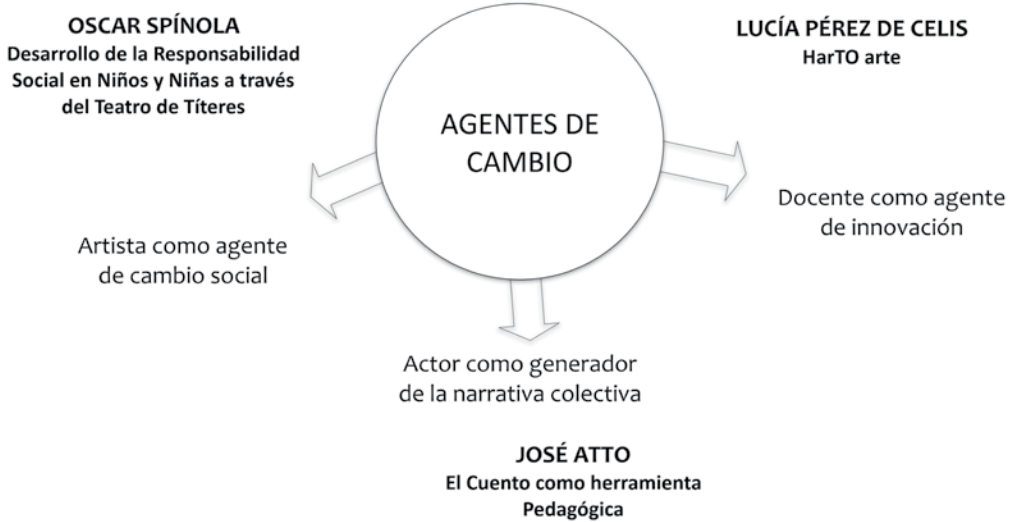 OSCAR SPÍNOLA
Desarrollo de la Responsabilidad
Social en Niños y Niñas a través
del Teatro de Títeres
LUCÍA PÉREZ DE CELIS
HarTO arte
AGENTES DE
CAMBIO
Artista como agente
de cambio social
Docente como agente
de innovación
Actor como generador
de la narrativa colectiva
JOSÉ ATTO
El Cuento como herramienta
Pedagógica